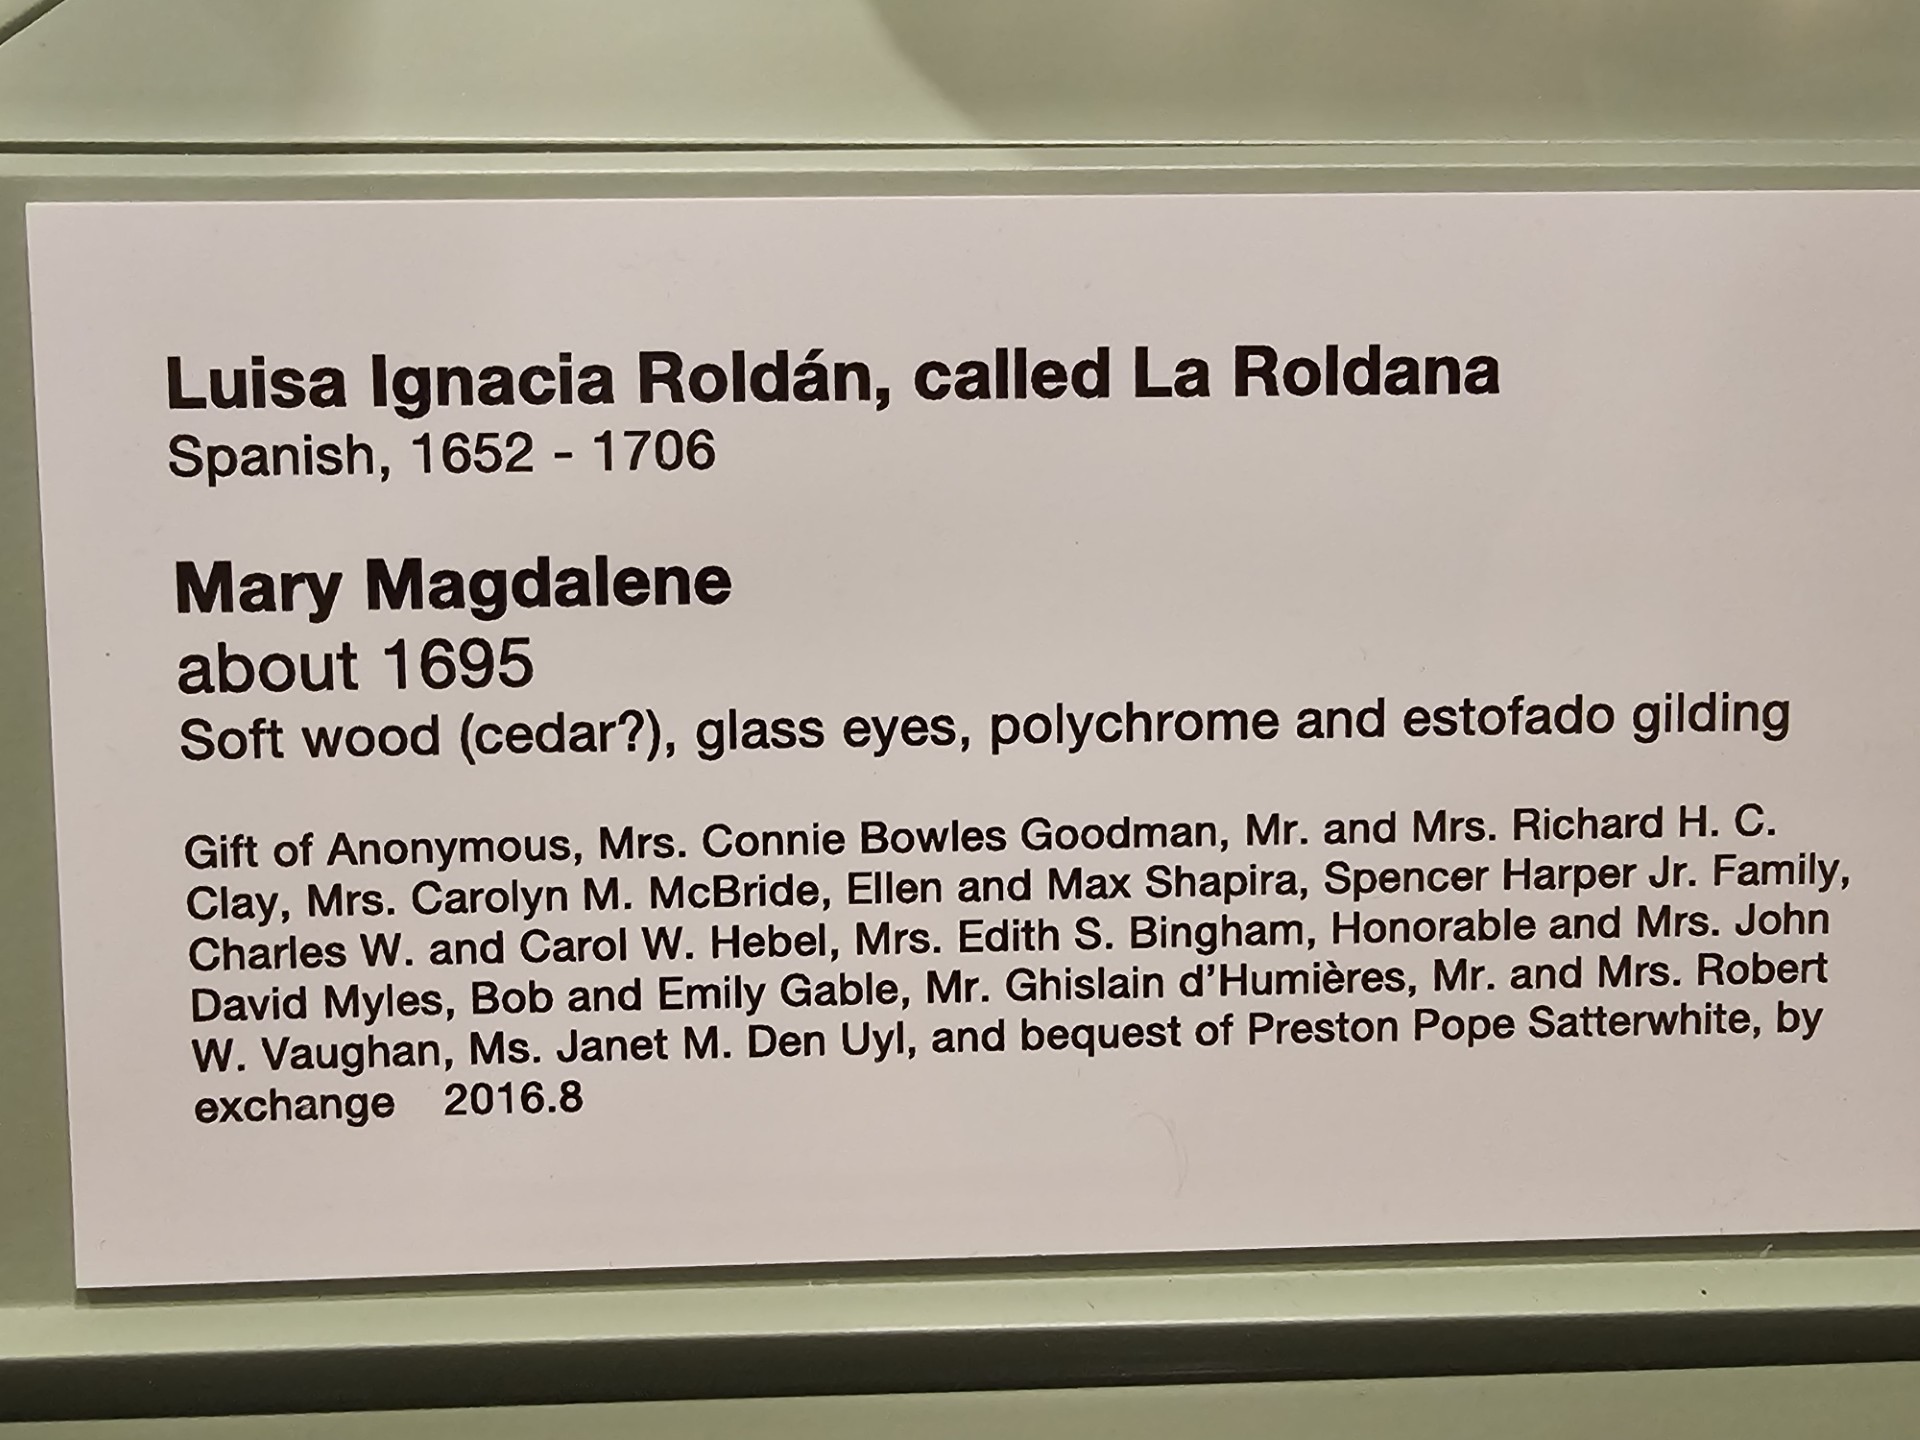 Luisa Ignacia Roldán, called La Roldana
Spanish, 1652 - 1706
Mary Magdalene
about 1695
Soft wood (cedar?), glass eyes, polychrome and estofado gilding
Gift of Anonymous, Mrs. Connie Bowles Goodman, Mr. and Mrs. Richard H. C.
Clay, Mrs. Carolyn M. McBride, Ellen and Max Shapira, Spencer Harper Jr. Family,
Charles W. and Carol W. Hebel, Mrs. Edith S. Bingham, Honorable and Mrs. John
David Myles, Bob and Emily Gable, Mr. Ghislain d’Humières, Mr. and Mrs. Robert
W. Vaughan, Ms. Janet M. Den Uyl, and bequest of Preston Pope Satterwhite, by
exchange 2016.8